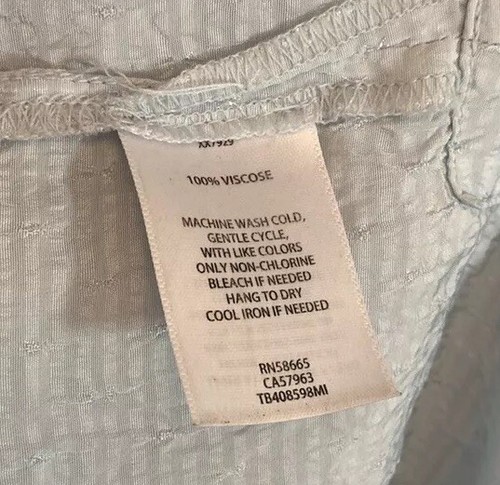 XX7929
100% VISCOSE
MACHINE WASH COLD,
GENTLE CYCLE,
WITH LIKE COLORS
ONLY NON-CHLORINE
BLEACH IF NEEDED
HANG TO DRY
COOL IRON IF NEEDED
RN58665
CA57963
TB408598MI